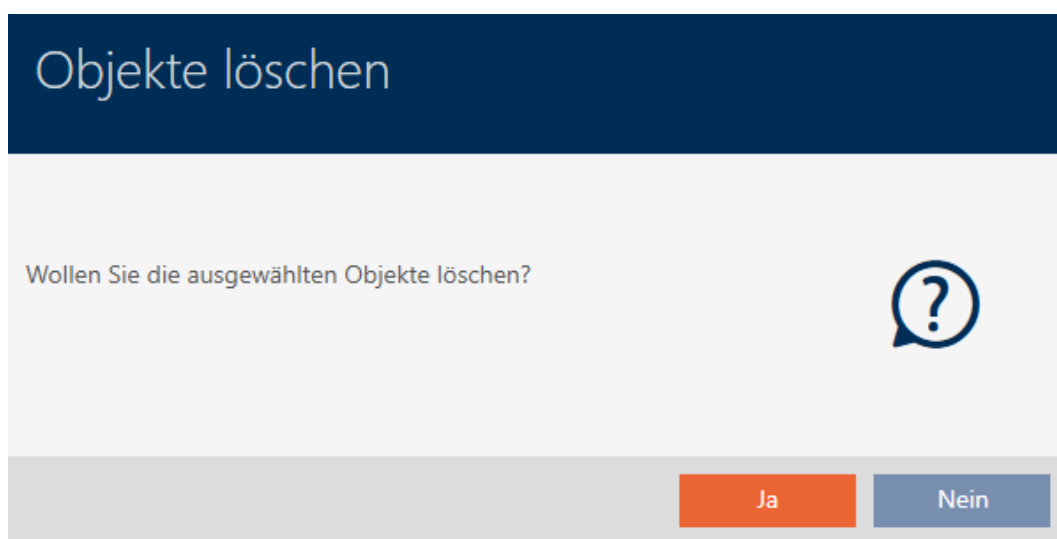 Objekte löschen
Wollen Sie die ausgewählten Objekte löschen?
?
Ja
Nein